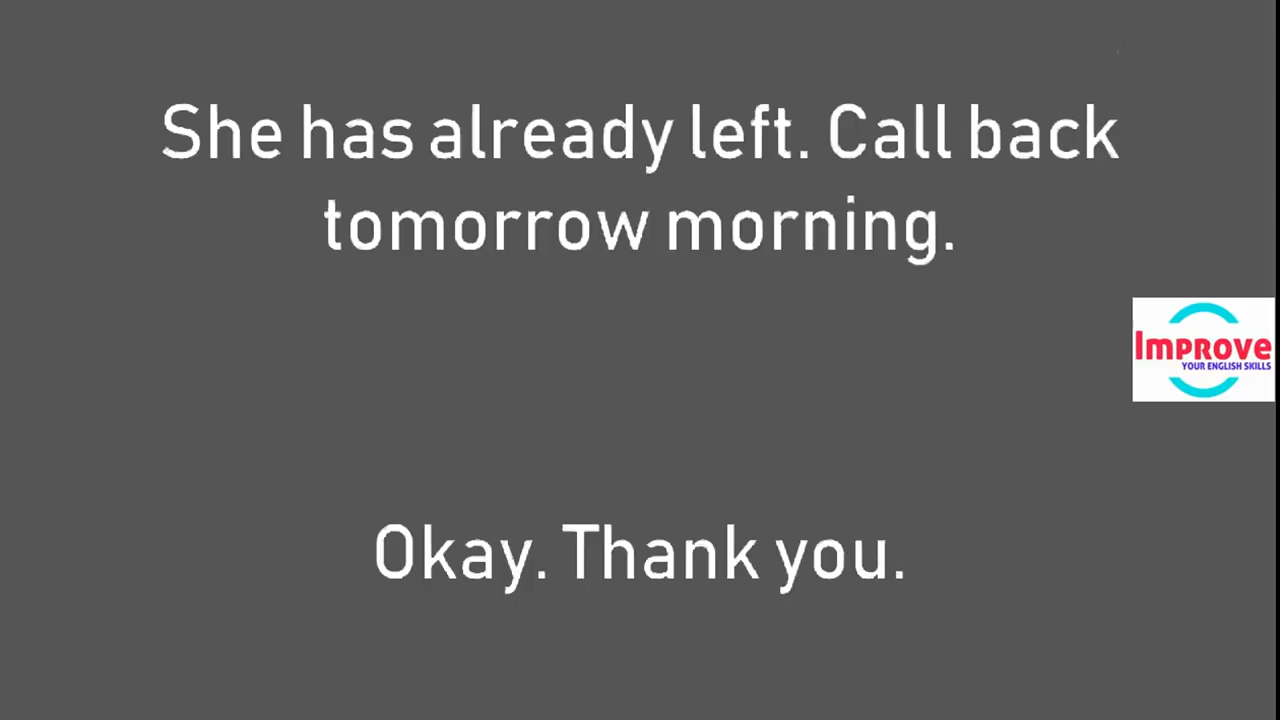 She has already left. Call back
tomorrow morning.
Improve
YOUR ENGLISH SKILLS
Okay. Thank you.